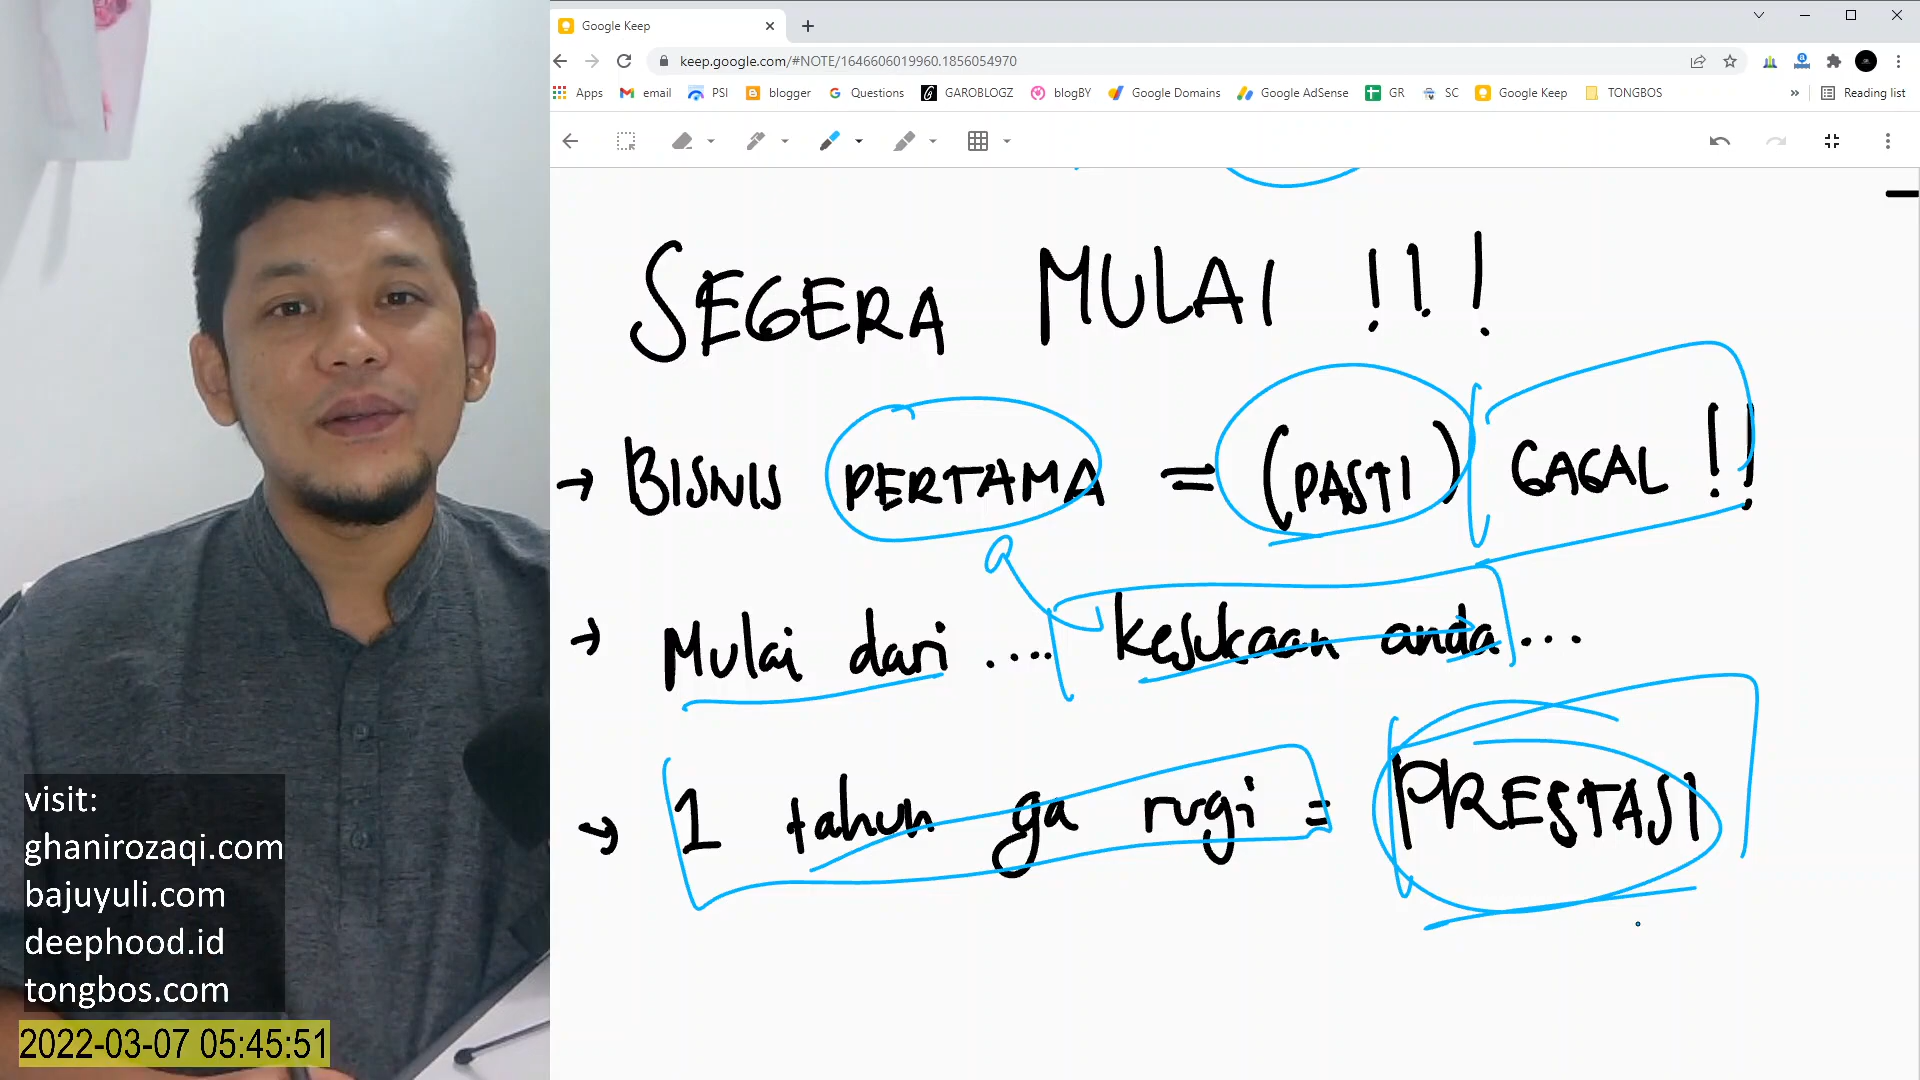 Google Keep
keep.google.com/#NOTE/1646606019960.1856054970
Apps email PSI blogger Questions GAROBLOGZ blogBY Google Domains Google AdSense GR SC Google Keep TONGBOS » Reading list
SEGERA MULAI !!!
→ BISNIS PERTAMA = (PASTI) GAGAL !!
→ Mulai dari .... kesukaan anda ...
→ 1 tahun ga rugi = PRESTASI
visit:
ghanirozaqi.com
bajuyuli.com
deephood.id
tongbos.com
2022-03-07 05:45:51